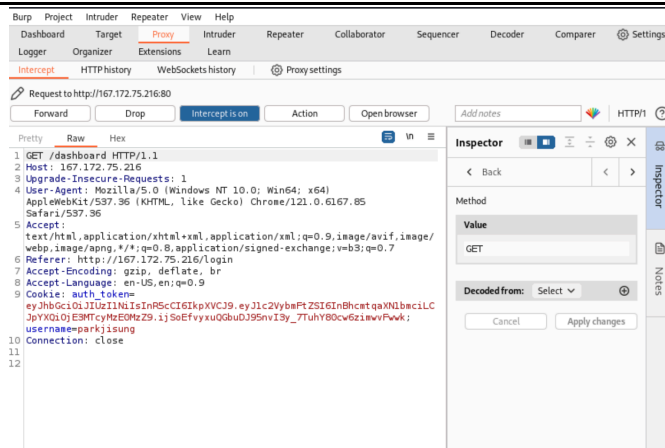 Burp Project Intruder Repeater View Help
Dashboard Target Proxy Intruder Repeater Collaborator Sequencer Decoder Comparer Settings
Logger Organizer Extensions Learn
Intercept HTTP history WebSockets history Proxy settings
Request to http://167.172.75.216:80
Forward Drop Intercept is on Action Open browser Add notes HTTP/1
Pretty Raw Hex \n Inspector
1 GET /dashboard HTTP/1.1
2 Host: 167.172.75.216
3 Upgrade-Insecure-Requests: 1
4 User-Agent: Mozilla/5.0 (Windows NT 10.0; Win64; x64)
AppleWebKit/537.36 (KHTML, like Gecko) Chrome/121.0.6167.85
Safari/537.36
5 Accept:
text/html,application/xhtml+xml,application/xml;q=0.9,image/avif,image/
webp,image/apng,*/*;q=0.8,application/signed-exchange;v=b3;q=0.7
6 Referer: http://167.172.75.216/login
7 Accept-Encoding: gzip, deflate, br
8 Accept-Language: en-US,en;q=0.9
9 Cookie: auth_token=
eyJhbGciOiJIUzI1NiIsInR5cCI6IkpXVCJ9.eyJ1c2VybmFtZSI6InBhcmtqaXN1bmciLC
JpYXQiOjE3MTcyMzE0MzZ9.ijSoEfvyxuQGbuDJ95nvI3y_7TuhY80cw6zimwvFwwk;
username=parkjisung
10 Connection: close
11
12
Back
Method
Value
GET
Decoded from: Select
Cancel Apply changes
Inspector
Notes